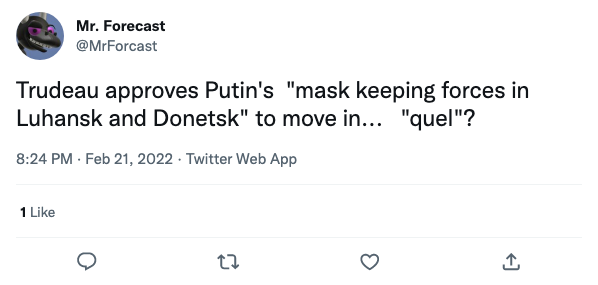 Mr. Forecast
@MrForcast
Trudeau approves Putin's  "mask keeping forces in
Luhansk and Donetsk" to move in...   "quel"?
8:24 PM · Feb 21, 2022 · Twitter Web App
1 Like